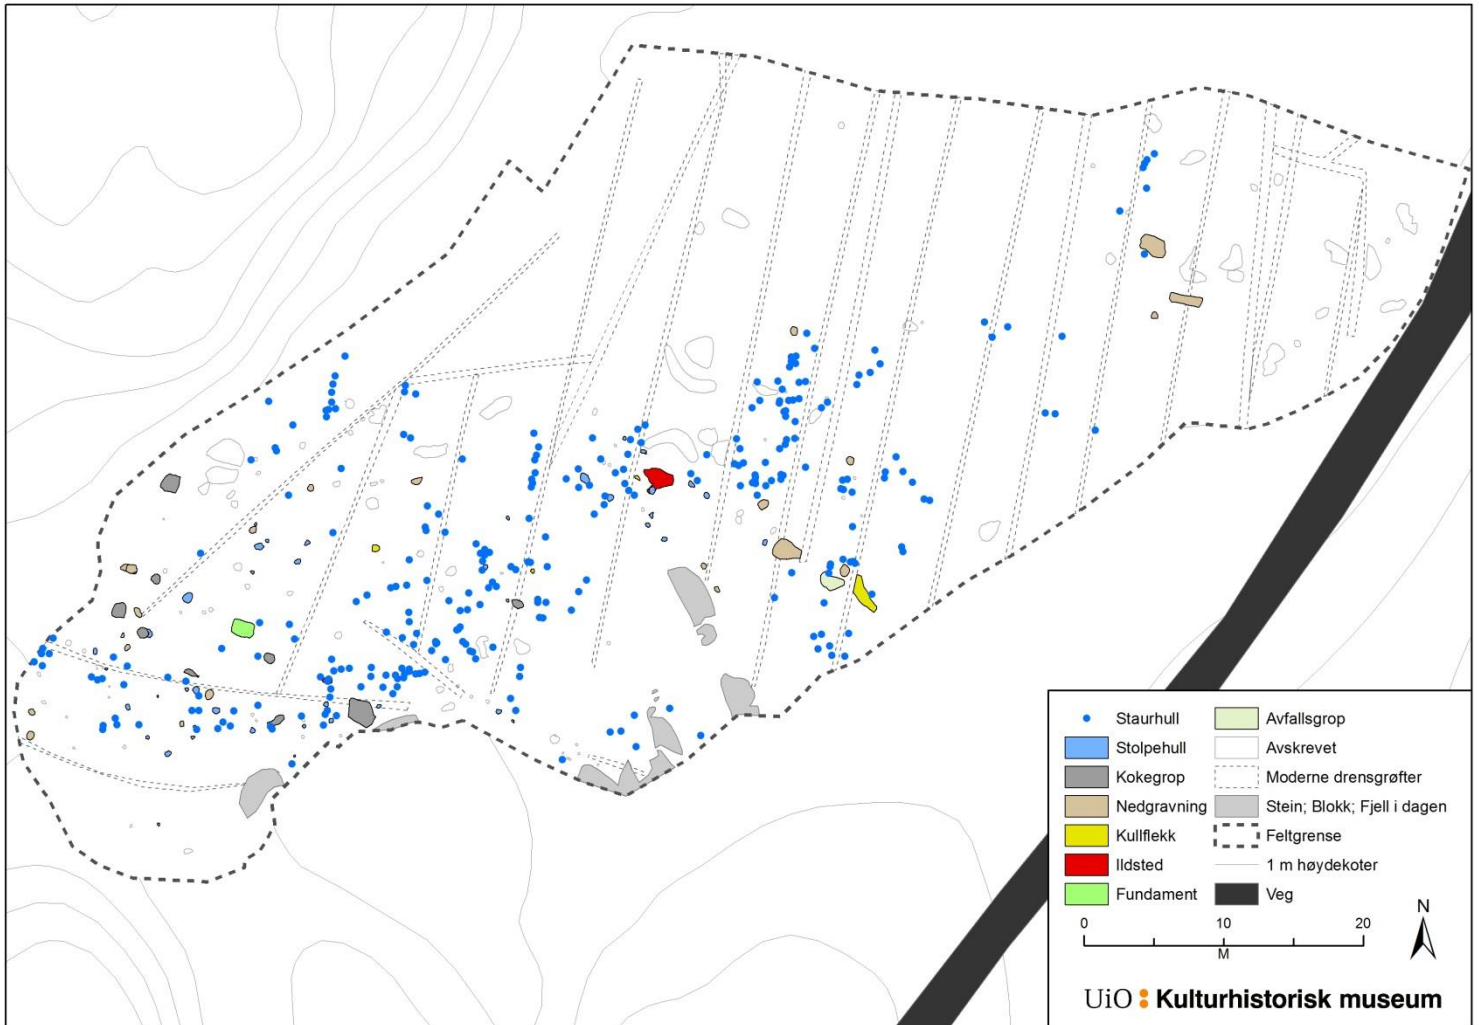 Staurhull
Stolpehull
Kokegrop
Nedgravning
Kullflekk
Ildsted
Fundament
Avfallsgrop
Avskrevet
Moderne drensgrøfter
Stein; Blokk; Fjell i dagen
Feltgrense
1 m høydekoter
Veg
0 10 20
M
N
UiO Kulturhistorisk museum